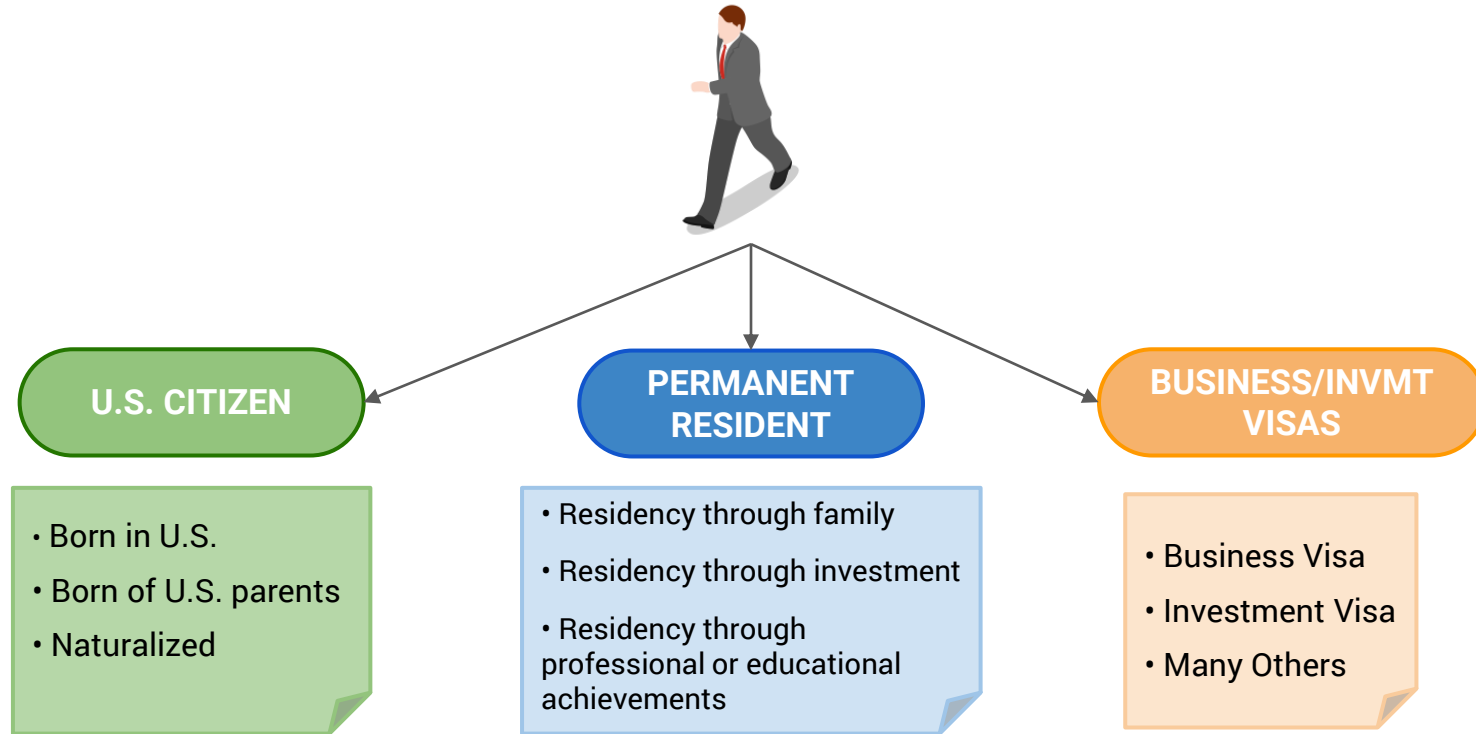 U.S. CITIZEN
• Born in U.S.
• Born of U.S. parents
• Naturalized
PERMANENT
RESIDENT
• Residency through family
• Residency through investment
• Residency through
professional or educational
achievements
BUSINESS/INVMT
VISAS
• Business Visa
• Investment Visa
• Many Others